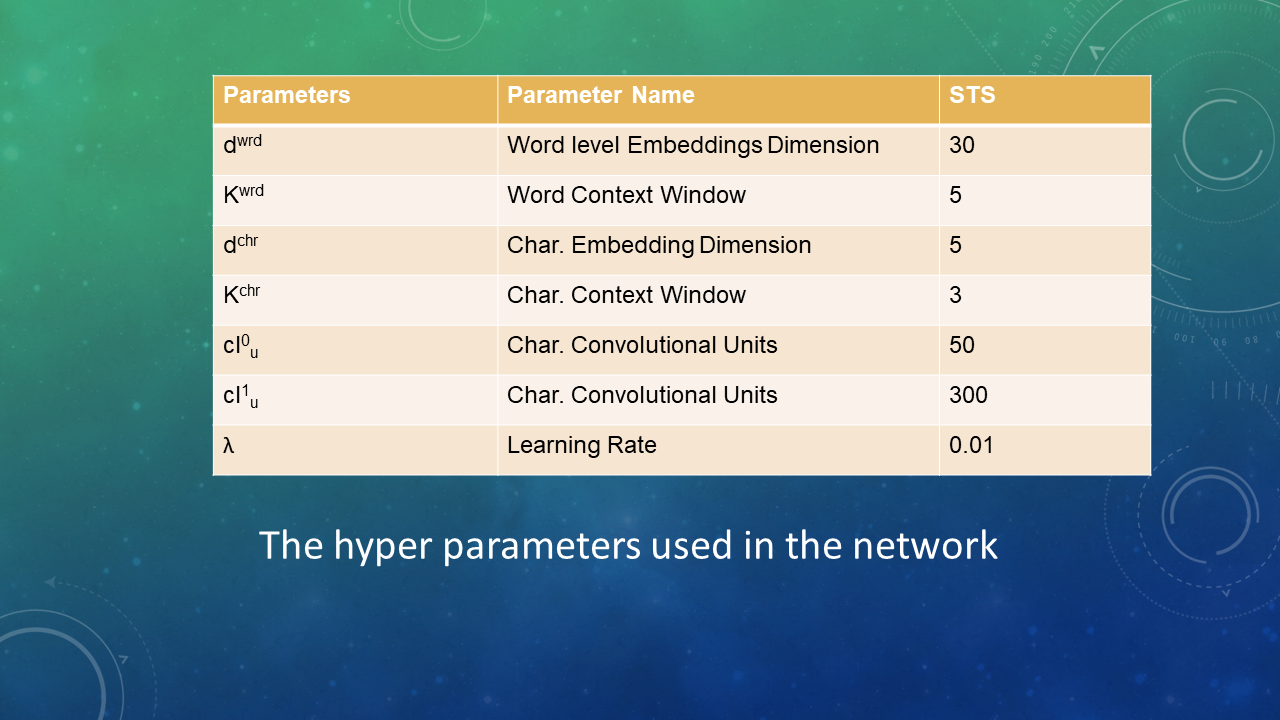 Parameters Parameter Name STS
d^wrd Word level Embeddings Dimension 30
K^wrd Word Context Window 5
d^chr Char. Embedding Dimension 5
K^chr Char. Context Window 3
cl^0_u Char. Convolutional Units 50
cl^1_u Char. Convolutional Units 300
λ Learning Rate 0.01
The hyper parameters used in the network